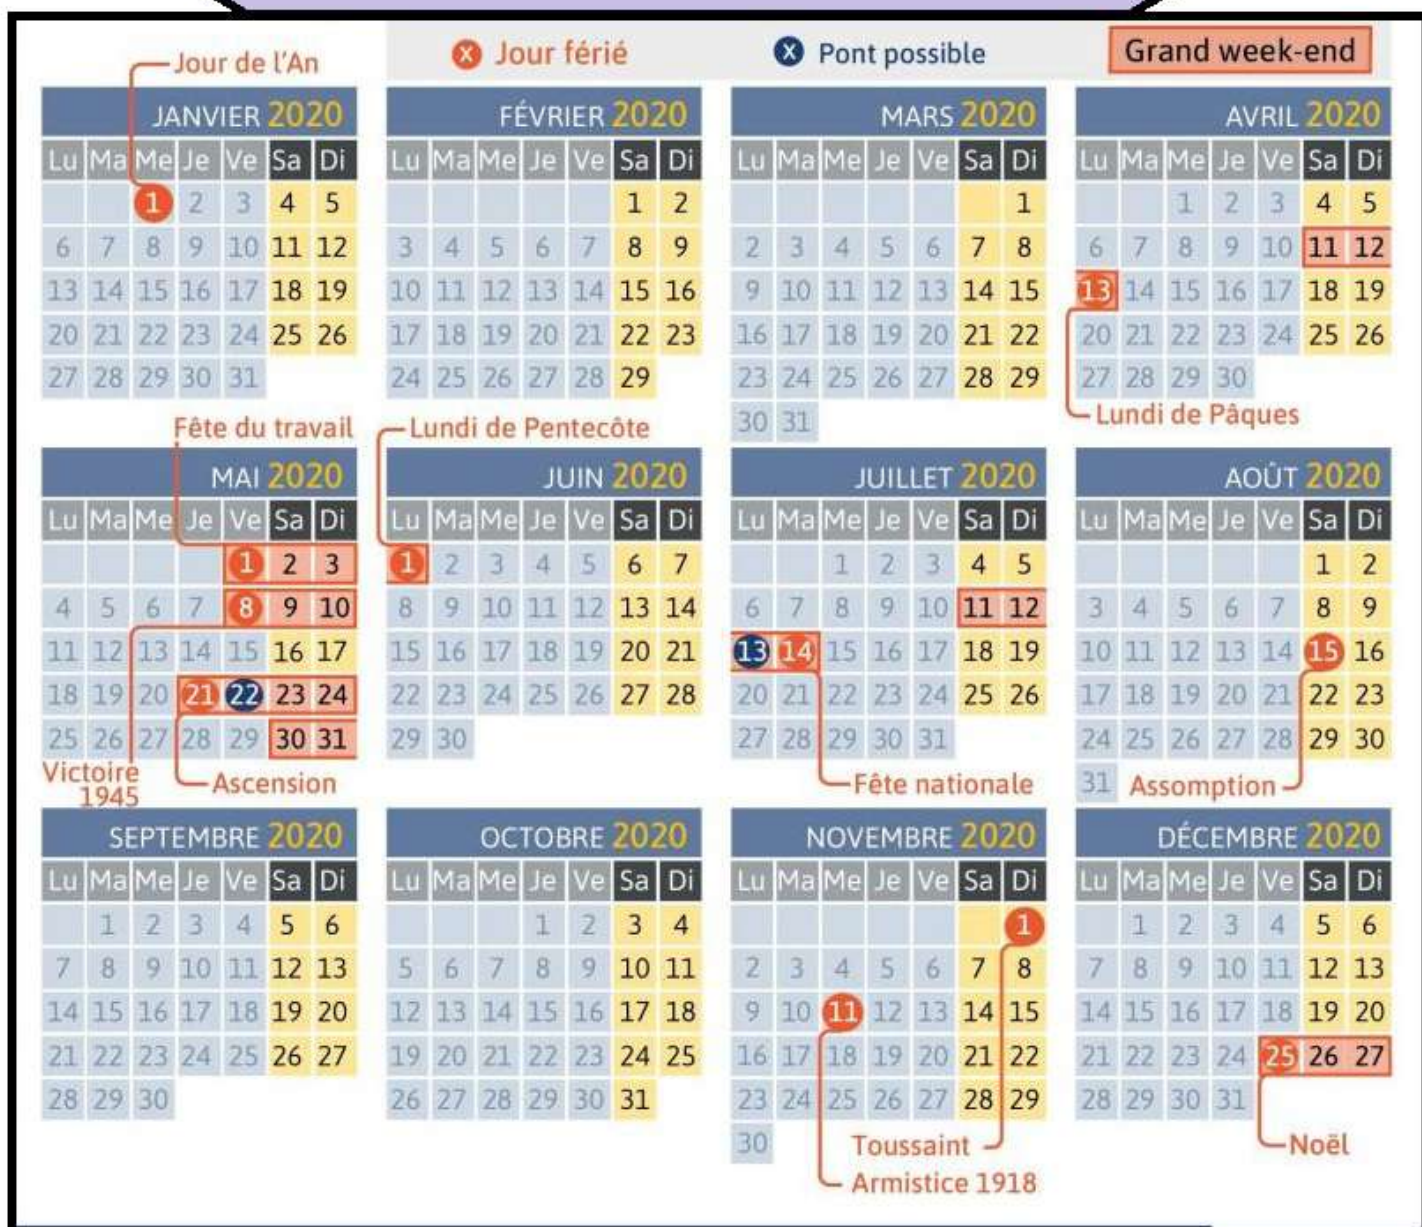 Jour de l'An
x Jour férié
x Pont possible
Grand week-end
JANVIER 2020
Lu Ma Me Je Ve Sa Di
1 2 3 4 5
6 7 8 9 10 11 12
13 14 15 16 17 18 19
20 21 22 23 24 25 26
27 28 29 30 31
FÉVRIER 2020
Lu Ma Me Je Ve Sa Di
1 2
3 4 5 6 7 8 9
10 11 12 13 14 15 16
17 18 19 20 21 22 23
24 25 26 27 28 29
MARS 2020
Lu Ma Me Je Ve Sa Di
1
2 3 4 5 6 7 8
9 10 11 12 13 14 15
16 17 18 19 20 21 22
23 24 25 26 27 28 29
30 31
AVRIL 2020
Lu Ma Me Je Ve Sa Di
1 2 3 4 5
6 7 8 9 10 11 12
13 14 15 16 17 18 19
20 21 22 23 24 25 26
27 28 29 30
Lundi de Pâques
Fête du travail
MAI 2020
Lu Ma Me Je Ve Sa Di
1 2 3
4 5 6 7 8 9 10
11 12 13 14 15 16 17
18 19 20 21 22 23 24
25 26 27 28 29 30 31
Victoire
1945
Ascension
Lundi de Pentecôte
JUIN 2020
Lu Ma Me Je Ve Sa Di
1 2 3 4 5 6 7
8 9 10 11 12 13 14
15 16 17 18 19 20 21
22 23 24 25 26 27 28
29 30
JUILLET 2020
Lu Ma Me Je Ve Sa Di
1 2 3 4 5
6 7 8 9 10 11 12
13 14 15 16 17 18 19
20 21 22 23 24 25 26
27 28 29 30 31
Fête nationale
AOÛT 2020
Lu Ma Me Je Ve Sa Di
1 2
3 4 5 6 7 8 9
10 11 12 13 14 15 16
17 18 19 20 21 22 23
24 25 26 27 28 29 30
31
Assomption
SEPTEMBRE 2020
Lu Ma Me Je Ve Sa Di
1 2 3 4 5 6
7 8 9 10 11 12 13
14 15 16 17 18 19 20
21 22 23 24 25 26 27
28 29 30
OCTOBRE 2020
Lu Ma Me Je Ve Sa Di
1 2 3 4
5 6 7 8 9 10 11
12 13 14 15 16 17 18
19 20 21 22 23 24 25
26 27 28 29 30 31
NOVEMBRE 2020
Lu Ma Me Je Ve Sa Di
1
2 3 4 5 6 7 8
9 10 11 12 13 14 15
16 17 18 19 20 21 22
23 24 25 26 27 28 29
30
Toussaint
Armistice 1918
DÉCEMBRE 2020
Lu Ma Me Je Ve Sa Di
1 2 3 4 5 6
7 8 9 10 11 12 13
14 15 16 17 18 19 20
21 22 23 24 25 26 27
28 29 30 31
Noël